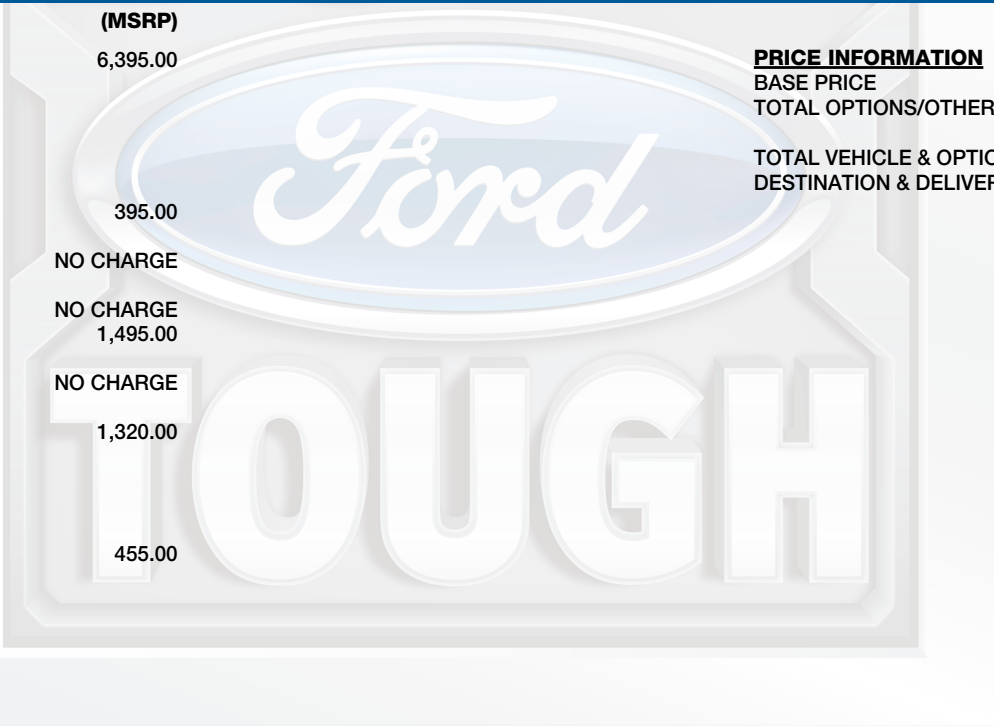 (MSRP)
6,395.00
395.00
NO CHARGE
NO CHARGE
1,495.00
NO CHARGE
1,320.00
455.00
PRICE INFORMATION
BASE PRICE
TOTAL OPTIONS/OTHER
TOTAL VEHICLE & OPTIO
DESTINATION & DELIVER
Ford
TOUGH